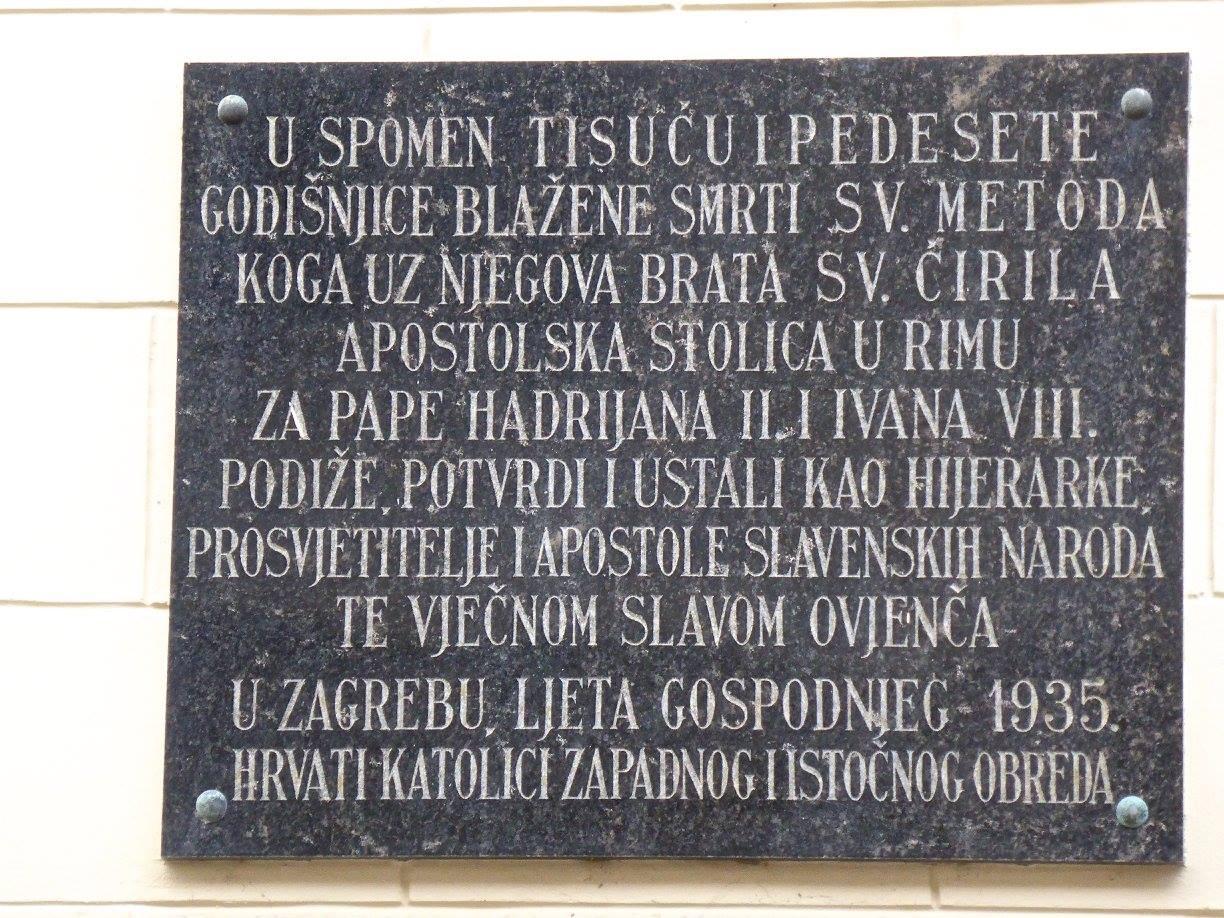 U SPOMEN TISUĆU I PEDESETE
GODIŠNJICE BLAŽENE SMRTI SV. METODA
KOGA UZ NJEGOVA BRATA SV. ĆIRILA
APOSTOLSKA STOLICA U RIMU
ZA PAPE HADRIJANA II. I IVANA VIII.
PODIŽE, POTVRDI I USTALI KAO HIJERARKE,
PROSVJETITELJE I APOSTOLE SLAVENSKIH NARODA
TE VJEČNOM SLAVOM OVJENČA
U ZAGREBU, LJETA GOSPODNJEG 1935.
HRVATI KATOLICI ZAPADNOG I ISTOČNOG OBREDA